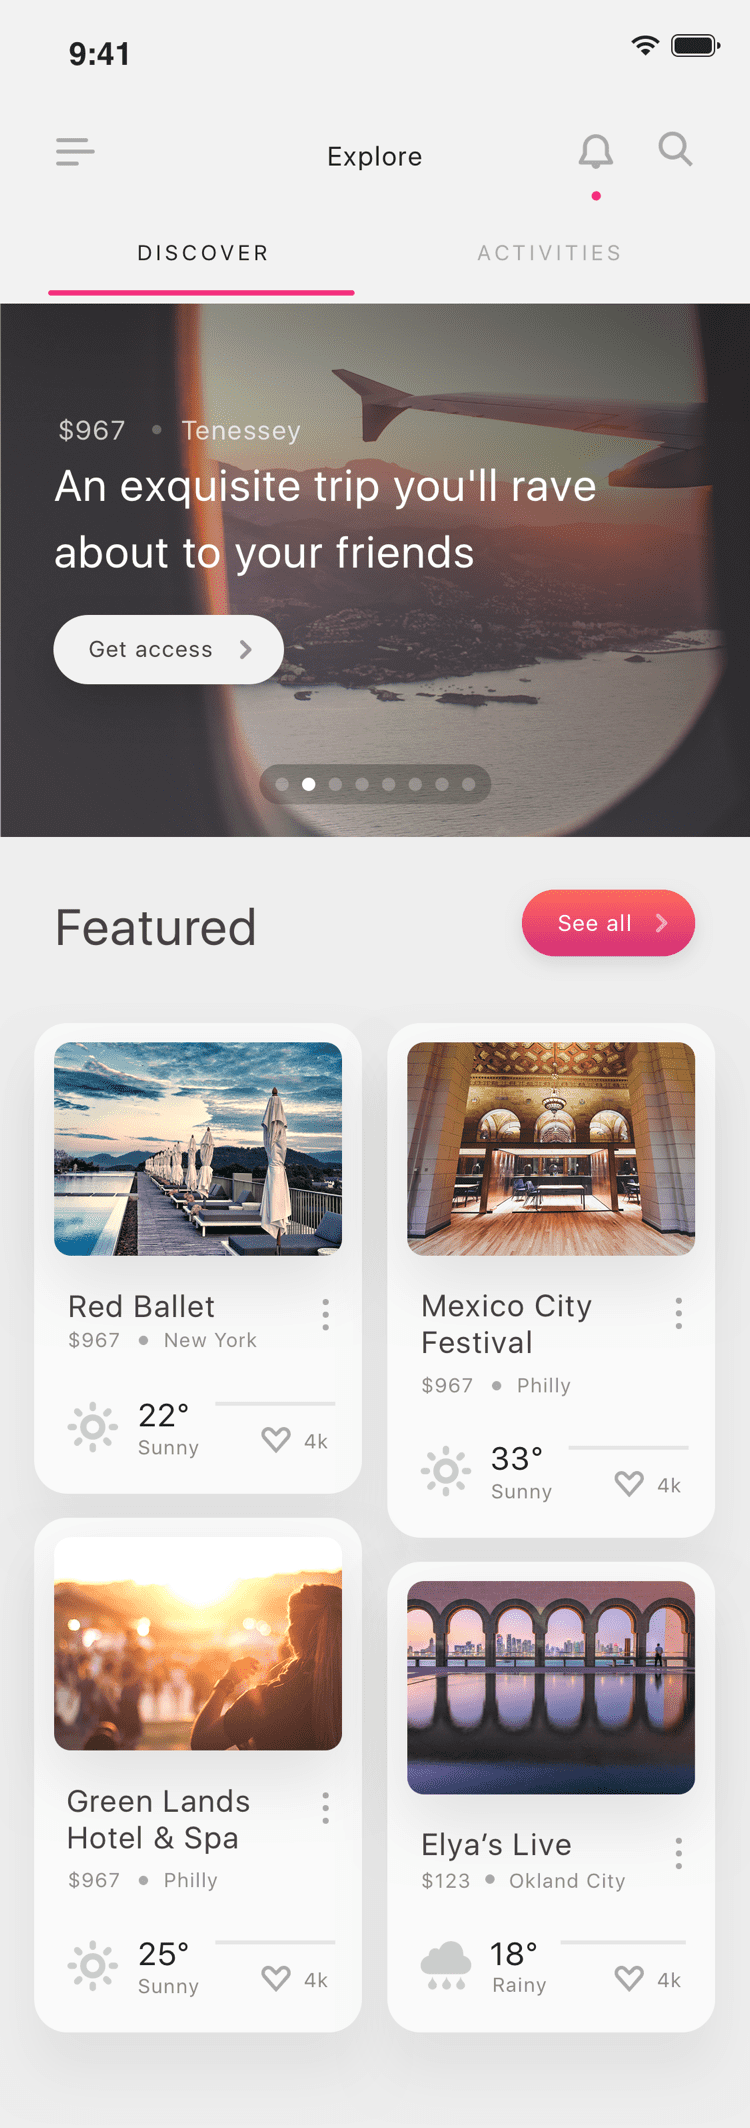 9:41
Explore
DISCOVER
ACTIVITIES
$967 • Tenessey
An exquisite trip you'll rave
about to your friends
Get access
Featured
See all
Red Ballet
$967 • New York
22°
Sunny
4k
Mexico City
Festival
$967 • Philly
33°
Sunny
4k
Green Lands
Hotel & Spa
$967 • Philly
25°
Sunny
4k
Elya’s Live
$123 • Okland City
18°
Rainy
4k